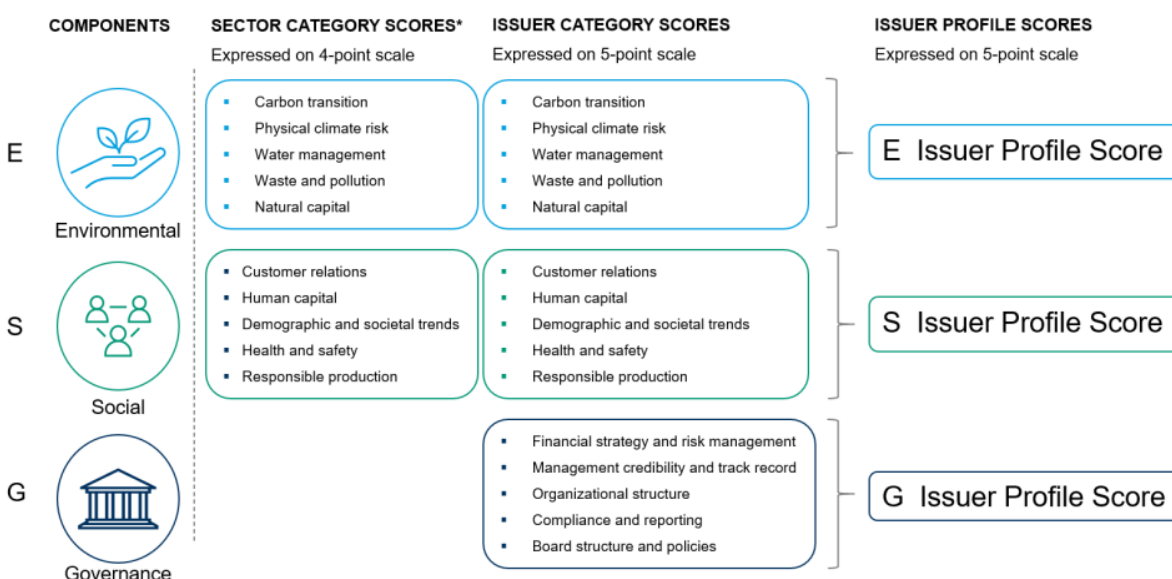 COMPONENTS
SECTOR CATEGORY SCORES*
Expressed on 4-point scale
ISSUER CATEGORY SCORES
Expressed on 5-point scale
ISSUER PROFILE SCORES
Expressed on 5-point scale
E
Environmental
▪ Carbon transition
▪ Physical climate risk
▪ Water management
▪ Waste and pollution
▪ Natural capital
▪ Carbon transition
▪ Physical climate risk
▪ Water management
▪ Waste and pollution
▪ Natural capital
E Issuer Profile Score
S
Social
▪ Customer relations
▪ Human capital
▪ Demographic and societal trends
▪ Health and safety
▪ Responsible production
▪ Customer relations
▪ Human capital
▪ Demographic and societal trends
▪ Health and safety
▪ Responsible production
S Issuer Profile Score
G
Governance
▪ Financial strategy and risk management
▪ Management credibility and track record
▪ Organizational structure
▪ Compliance and reporting
▪ Board structure and policies
G Issuer Profile Score